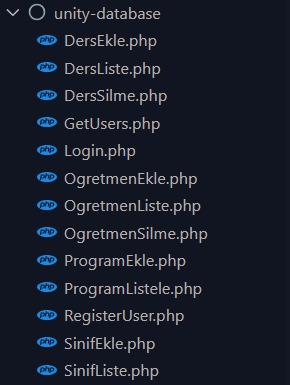 unity-database
php DersEkle.php
php DersListe.php
php DersSilme.php
php GetUsers.php
php Login.php
php OgretmenEkle.php
php OgretmenListe.php
php OgretmenSilme.php
php ProgramEkle.php
php ProgramListele.php
php RegisterUser.php
php SinifEkle.php
php SinifListe.php